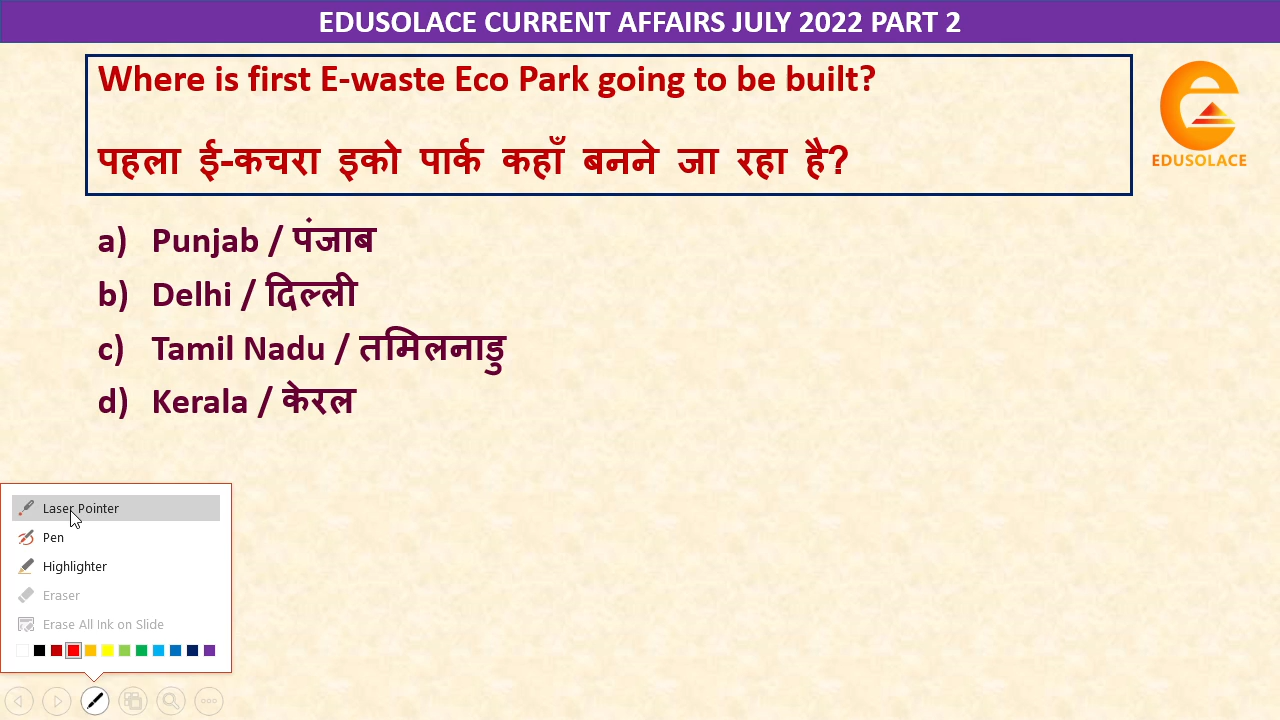 EDUSOLACE CURRENT AFFAIRS JULY 2022 PART 2
Where is first E-waste Eco Park going to be built?
पहला ई-कचरा इको पार्क कहाँ बनने जा रहा है?
EDUSOLACE
a) Punjab / पंजाब
b) Delhi / दिल्ली
c) Tamil Nadu / तमिलनाडु
d) Kerala / केरल
Laser Pointer
Pen
Highlighter
Eraser
Erase All Ink on Slide